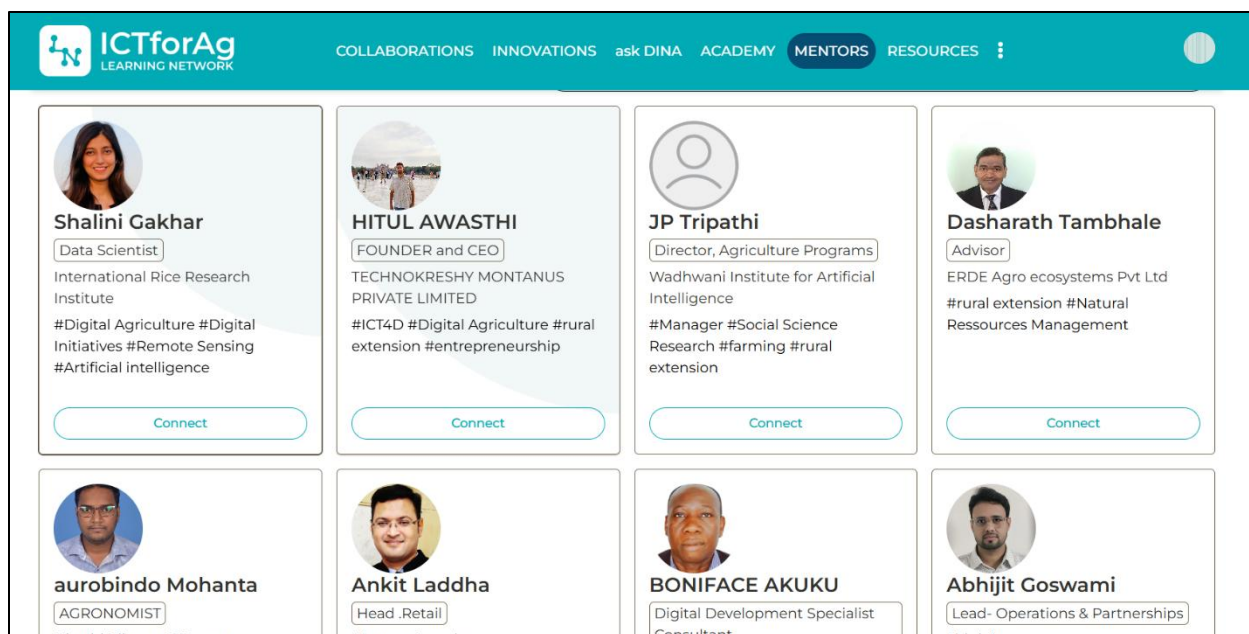 ICTforAg
LEARNING NETWORK
COLLABORATIONS INNOVATIONS ask DINA ACADEMY MENTORS RESOURCES
Shalini Gakhar
Data Scientist
International Rice Research
Institute
#Digital Agriculture #Digital
Initiatives #Remote Sensing
#Artificial intelligence
Connect
HITUL AWASTHI
FOUNDER and CEO
TECHNOKRESHY MONTANUS
PRIVATE LIMITED
#ICT4D #Digital Agriculture #rural
extension #entrepreneurship
Connect
JP Tripathi
Director, Agriculture Programs
Wadhwani Institute for Artificial
Intelligence
#Manager #Social Science
Research #farming #rural
extension
Connect
Dasharath Tambhale
Advisor
ERDE Agro ecosystems Pvt Ltd
#rural extension #Natural
Ressources Management
Connect
aurobindo Mohanta
AGRONOMIST
Ankit Laddha
Head .Retail
BONIFACE AKUKU
Digital Development Specialist
Consultant
Abhijit Goswami
Lead- Operations & Partnerships